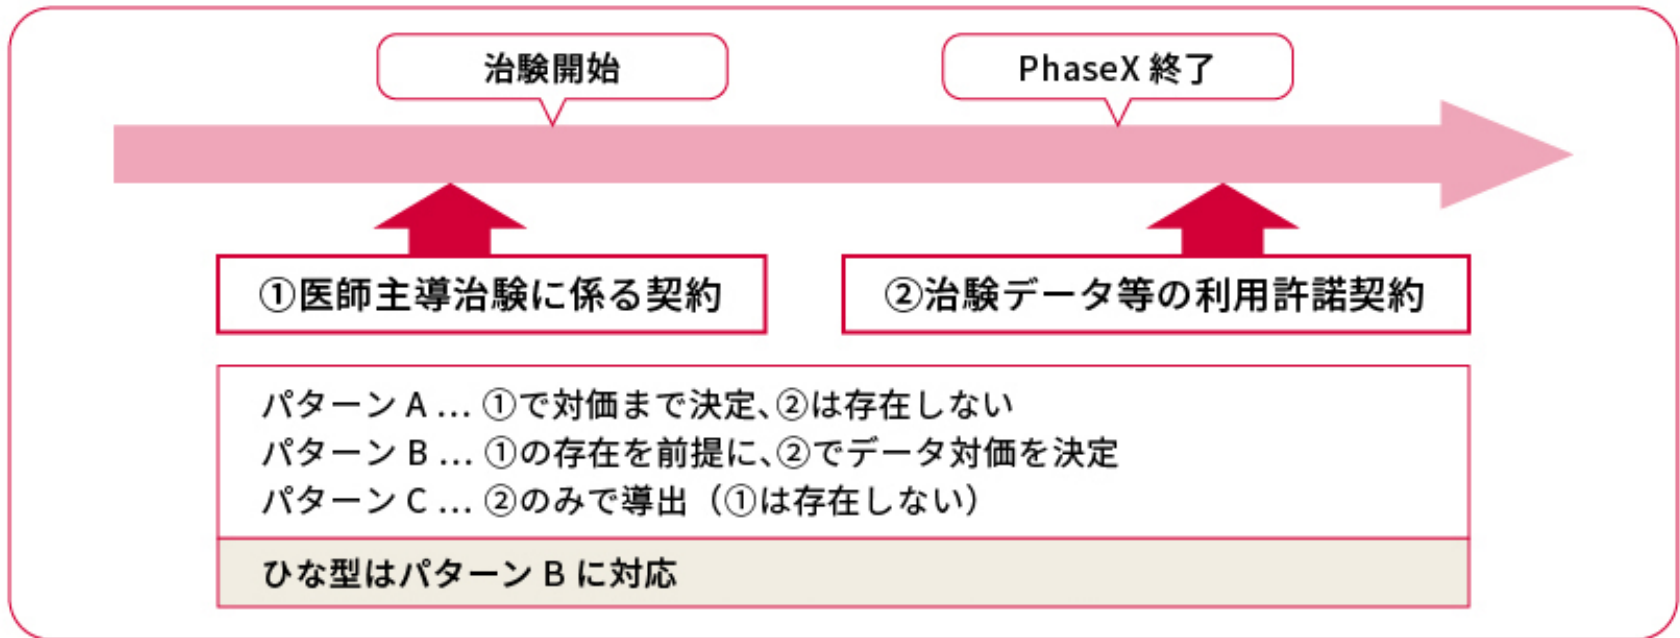 治験開始
PhaseX 終了
①医師主導治験に係る契約
②治験データ等の利用許諾契約
パターン A … ①で対価まで決定、②は存在しない
パターン B … ①の存在を前提に、②でデータ対価を決定
パターン C … ②のみで導出（①は存在しない）
ひな型はパターン B に対応